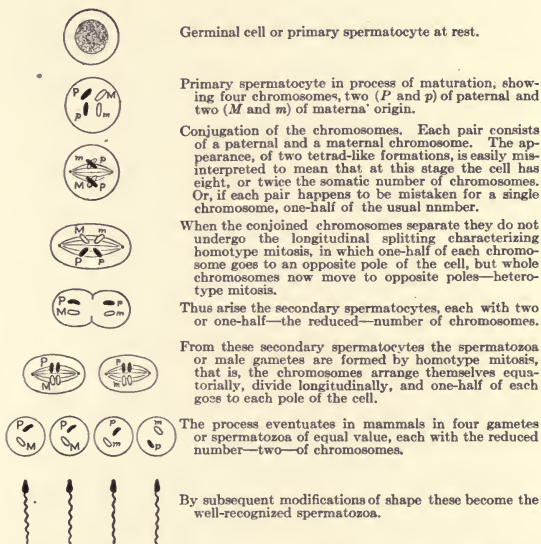 Germinal cell or primary spermatocyte at rest.
P M
p m
Primary spermatocyte in process of maturation, show-
ing four chromosomes, two (P and p) of paternal and
two (M and m) of materna' origin.
m p
M P
Conjugation of the chromosomes. Each pair consists
of a paternal and a maternal chromosome. The ap-
pearance, of two tetrad-like formations, is easily mis-
interpreted to mean that at this stage the cell has
eight, or twice the somatic number of chromosomes.
Or, if each pair happens to be mistaken for a single
chromosome, one-half of the usual nnmber.
M m
P P
When the conjoined chromosomes separate they do not
undergo the longitudinal splitting characterizing
homotype mitosis, in which one-half of each chromo-
some goes to an opposite pole of the cell, but whole
chromosomes now move to opposite poles—hetero-
type mitosis.
P p
M m
Thus arise the secondary spermatocytes, each with two
or one-half—the reduced—number of chromosomes.
P p
M m
From these secondary spermatocytes the spermatozoa
or male gametes are formed by homotype mitosis,
that is, the chromosomes arrange themselves equa-
torially, divide longitudinally, and one-half of each
goes to each pole of the cell.
P P p m
M M m p
The process eventuates in mammals in four gametes
or spermatozoa of equal value, each with the reduced
number—two—of chromosomes.
By subsequent modifications of shape these become the
well-recognized spermatozoa.